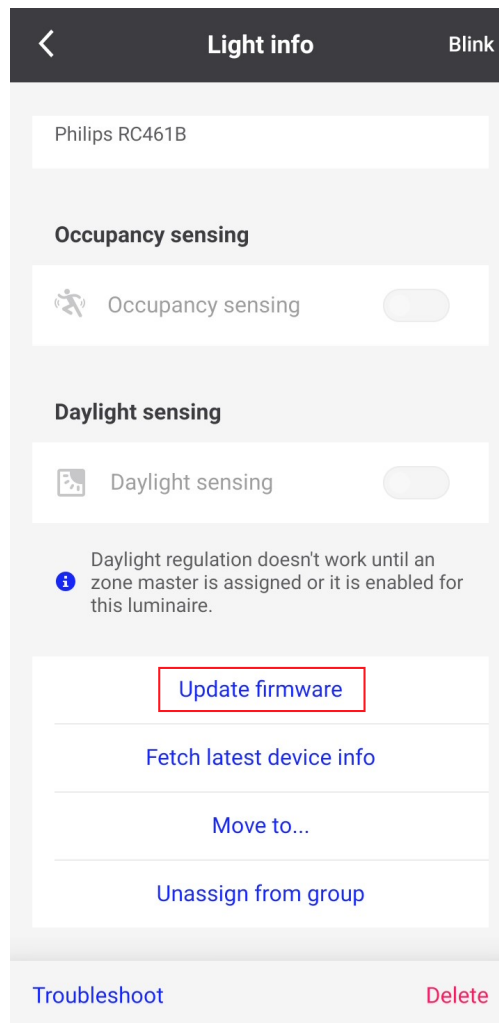 Light info
Blink
Philips RC461B
Occupancy sensing
Occupancy sensing
Daylight sensing
Daylight sensing
Daylight regulation doesn't work until an
zone master is assigned or it is enabled for
this luminaire.
Update firmware
Fetch latest device info
Move to...
Unassign from group
Troubleshoot
Delete